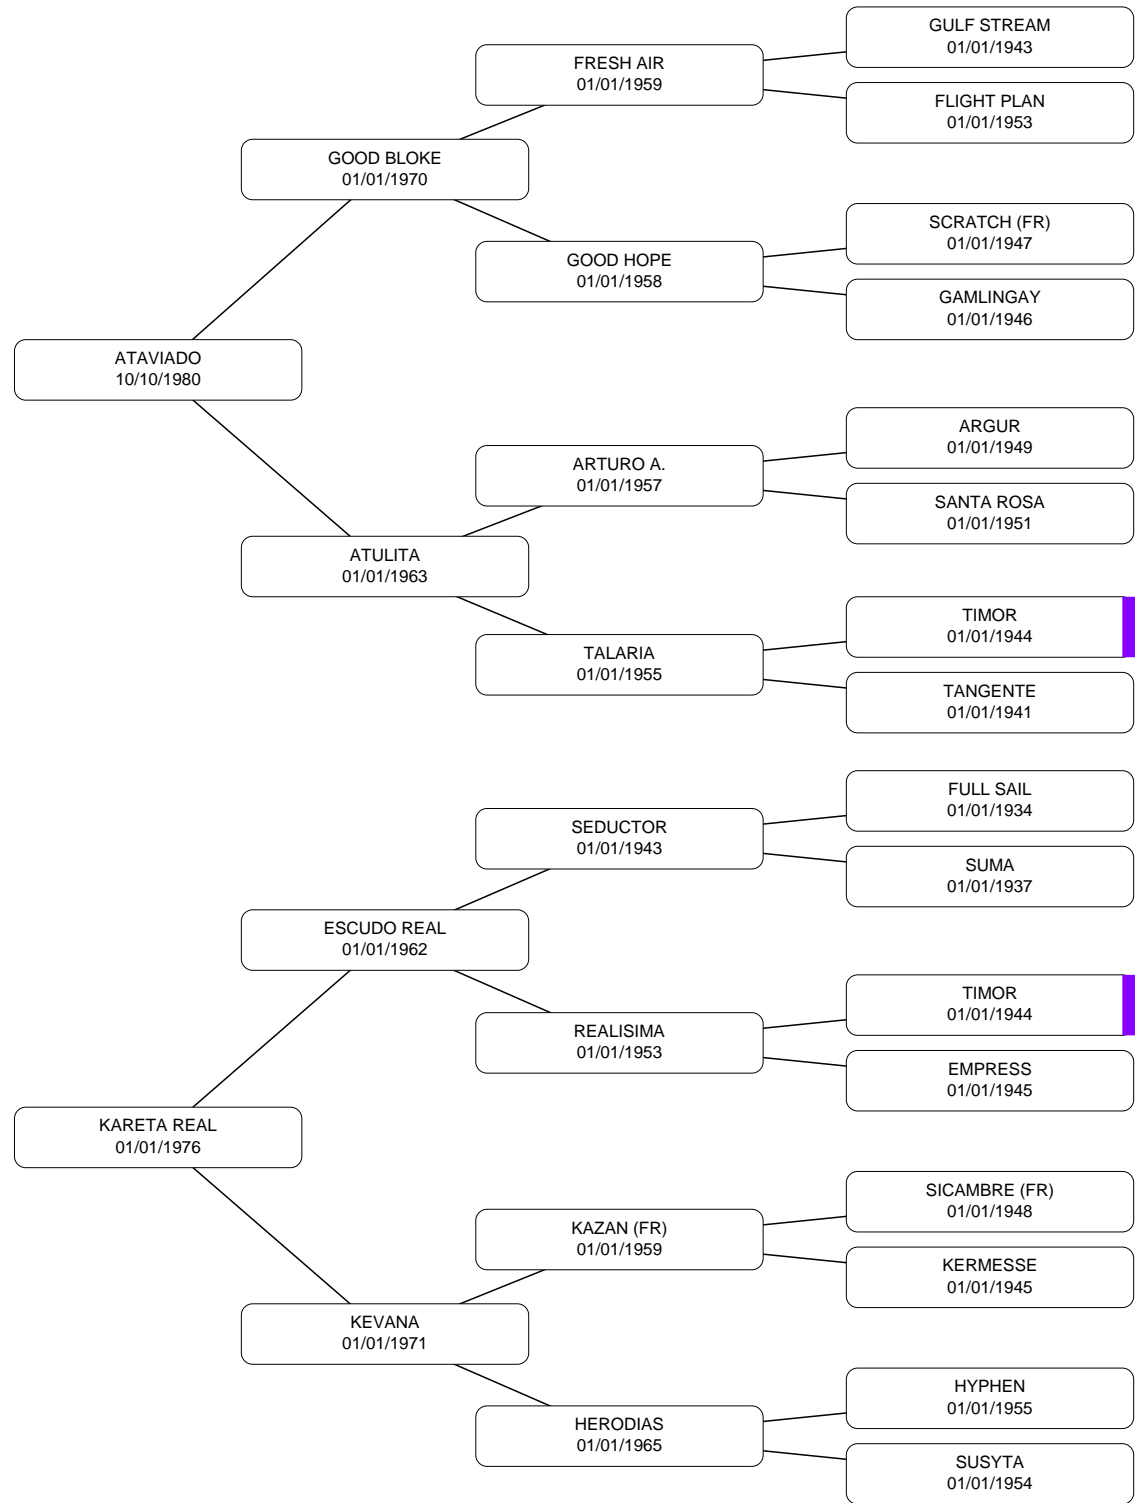 GULF STREAM
01/01/1943
FRESH AIR
01/01/1959
FLIGHT PLAN
01/01/1953
GOOD BLOKE
01/01/1970
SCRATCH (FR)
01/01/1947
GOOD HOPE
01/01/1958
GAMLINGAY
01/01/1946
ATAVIADO
10/10/1980
ARGUR
01/01/1949
ARTURO A.
01/01/1957
SANTA ROSA
01/01/1951
ATULITA
01/01/1963
TIMOR
01/01/1944
TALARIA
01/01/1955
TANGENTE
01/01/1941
FULL SAIL
01/01/1934
SEDUCTOR
01/01/1943
SUMA
01/01/1937
ESCUDO REAL
01/01/1962
TIMOR
01/01/1944
REALISIMA
01/01/1953
EMPRESS
01/01/1945
KARETA REAL
01/01/1976
SICAMBRE (FR)
01/01/1948
KAZAN (FR)
01/01/1959
KERMESSE
01/01/1945
KEVANA
01/01/1971
HYPHEN
01/01/1955
HERODIAS
01/01/1965
SUSYTA
01/01/1954